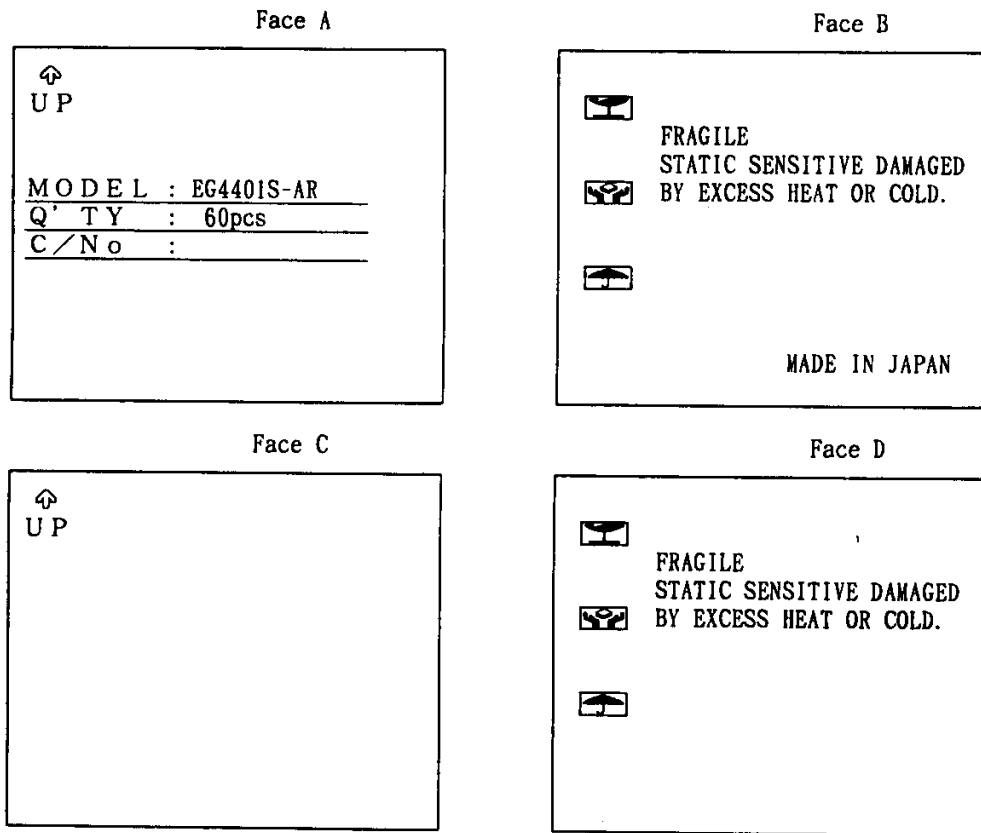 Face A
UP
MODEL : EG4401S-AR
Q'TY : 60pcs
C/No :
Face B
FRAGILE
STATIC SENSITIVE DAMAGED
BY EXCESS HEAT OR COLD.
MADE IN JAPAN
Face C
UP
Face D
FRAGILE
STATIC SENSITIVE DAMAGED
BY EXCESS HEAT OR COLD.